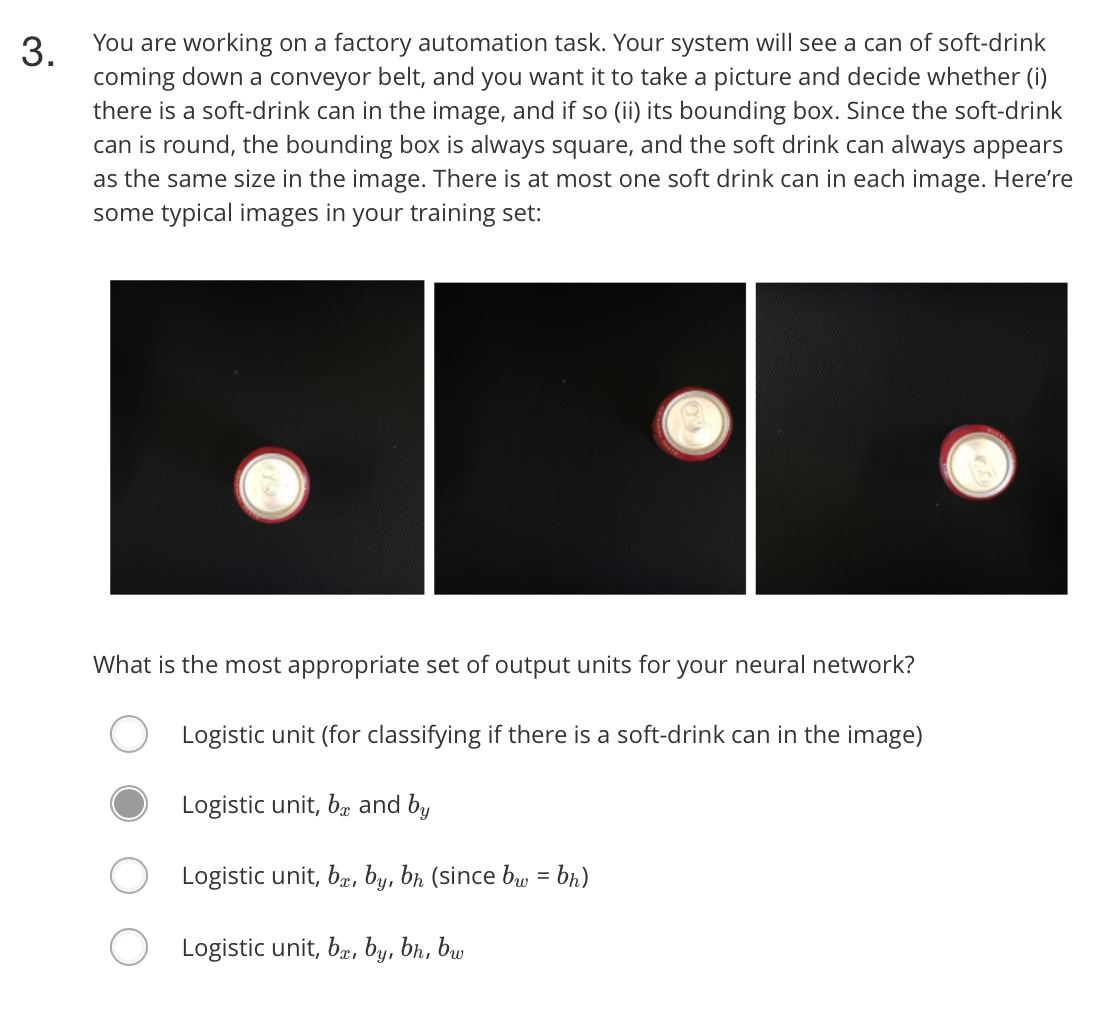 3.
You are working on a factory automation task. Your system will see a can of soft-drink
coming down a conveyor belt, and you want it to take a picture and decide whether (i)
there is a soft-drink can in the image, and if so (ii) its bounding box. Since the soft-drink
can is round, the bounding box is always square, and the soft drink can always appears
as the same size in the image. There is at most one soft drink can in each image. Here’re
some typical images in your training set:
What is the most appropriate set of output units for your neural network?
Logistic unit (for classifying if there is a soft-drink can in the image)
Logistic unit, bₓ and b_y
Logistic unit, bₓ, b_y, bₕ (since b_w = bₕ)
Logistic unit, bₓ, b_y, bₕ, b_w